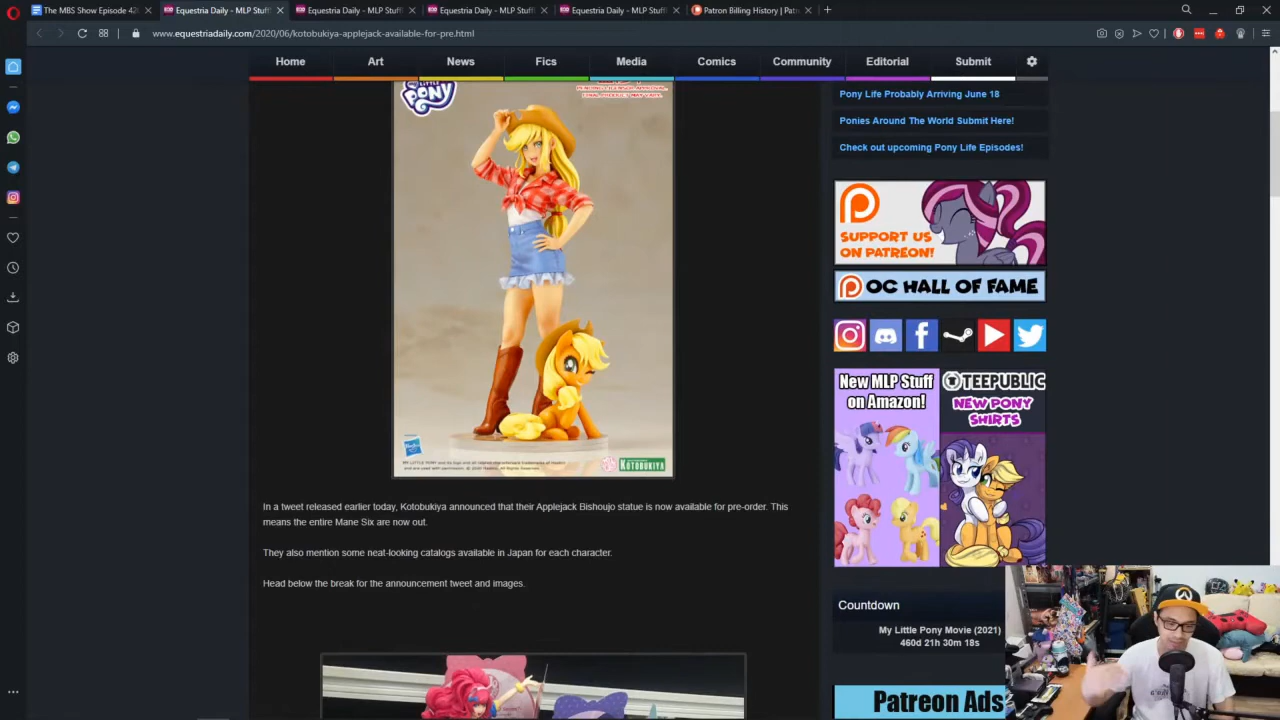 The MBS Show Episode 42
Equestria Daily - MLP Stuff
Equestria Daily - MLP Stuff
Equestria Daily - MLP Stuff
Equestria Daily - MLP Stuf
Patron Billing History | Pat
www.equestriadaily.com/2020/06/kotobukiya-applejack-available-for-pre.html
Home
Art
News
Fics
Media
Comics
Community
Editorial
Submit
Pony Life Probably Arriving June 18
Ponies Around The World Submit Here!
Check out upcoming Pony Life Episodes!
PONY
SUPPORT US
ON PATREON!
OC HALL OF FAME
New MLP Stuff
on Amazon!
TEEPUBLIC
NEW PONY
SHIRTS
Hasbro
KOTOBUKIYA
In a tweet released earlier today, Kotobukiya announced that their Applejack Bishoujo statue is now available for pre-order. This
means the entire Mane Six are now out.
They also mention some neat-looking catalogs available in Japan for each character.
Head below the break for the announcement tweet and images.
Countdown
My Little Pony Movie (2021)
460d 21h 30m 18s
Patreon Ads